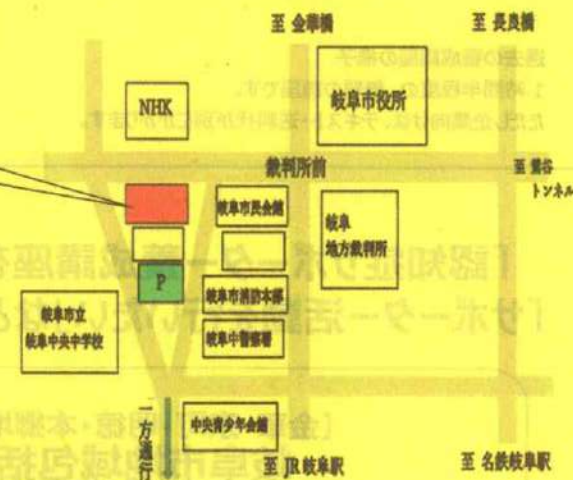 至 金華橋
至 長良橋
NHK
岐阜市役所
裁判所前
至 鶯谷
トンネル
岐阜市民会館
岐阜
地方裁判所
P
岐阜市消防本部
岐阜市立
岐阜中央中学校
岐阜中警察署
一方通行
中央青少年会館
至 JR岐阜駅
至 名鉄岐阜駅